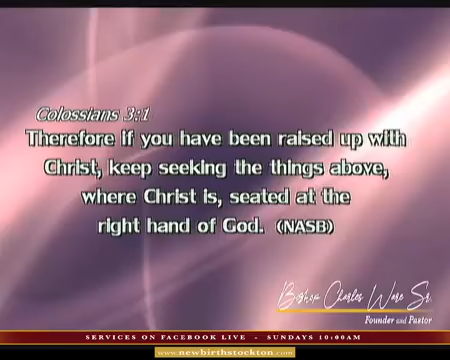 Colossians 3:1
Therefore if you have been raised up with
Christ, keep seeking the things above,
where Christ is, seated at the
right hand of God. (NASB)
Bishop Charles Ware Sr.
Founder and Pastor
SERVICES ON FACEBOOK LIVE - SUNDAYS 10:00AM
www.newbirthstockton.com